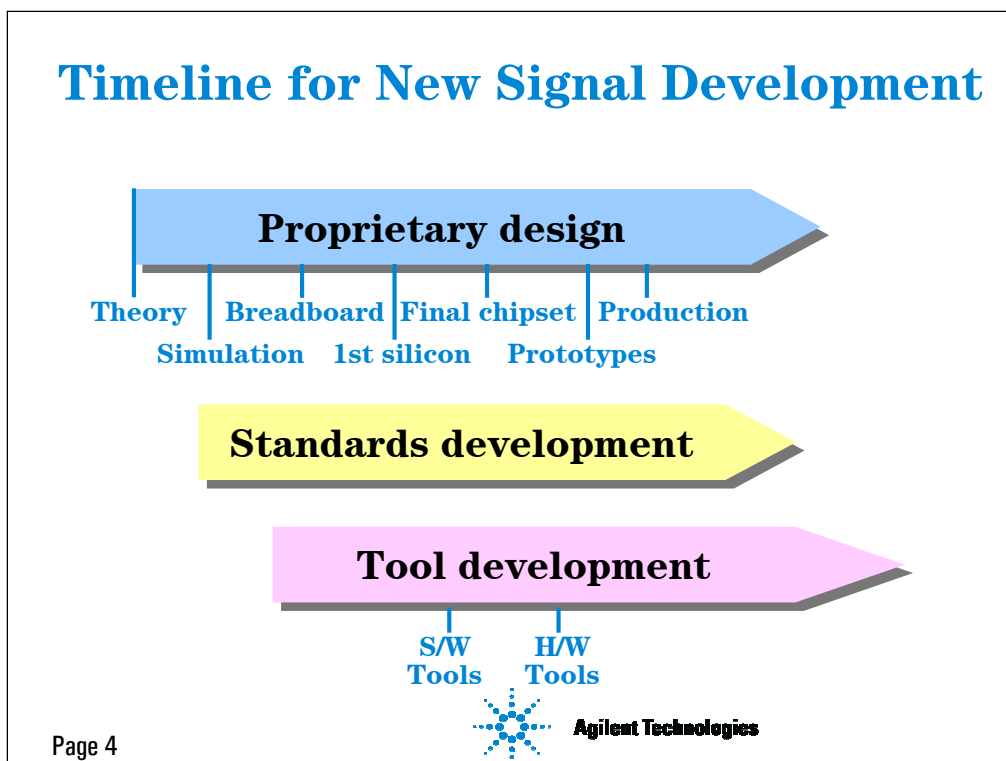 Timeline for New Signal Development
Proprietary design
Theory Breadboard Final chipset Production
Simulation 1st silicon Prototypes
Standards development
Tool development
S/W H/W
Tools Tools
Agilent Technologies
Page 4